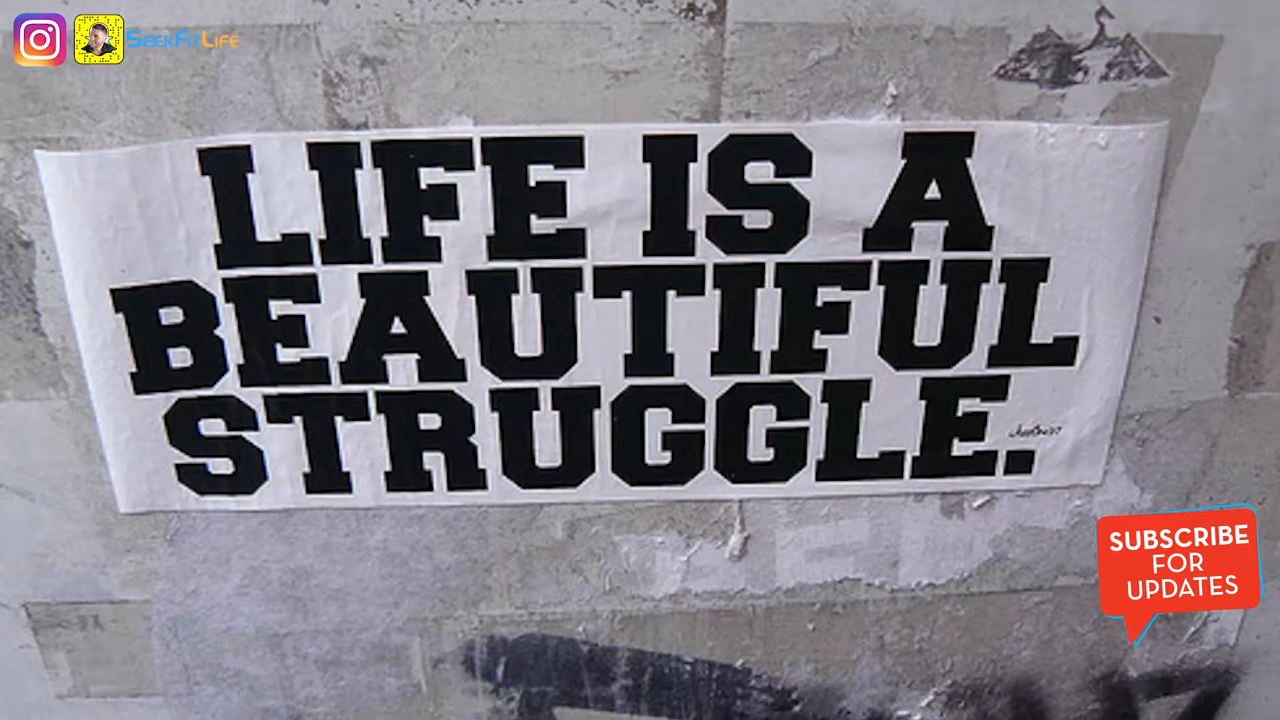 SeekFitLife
LIFE IS A
BEAUTIFUL
STRUGGLE.
SUBSCRIBE
FOR
UPDATES